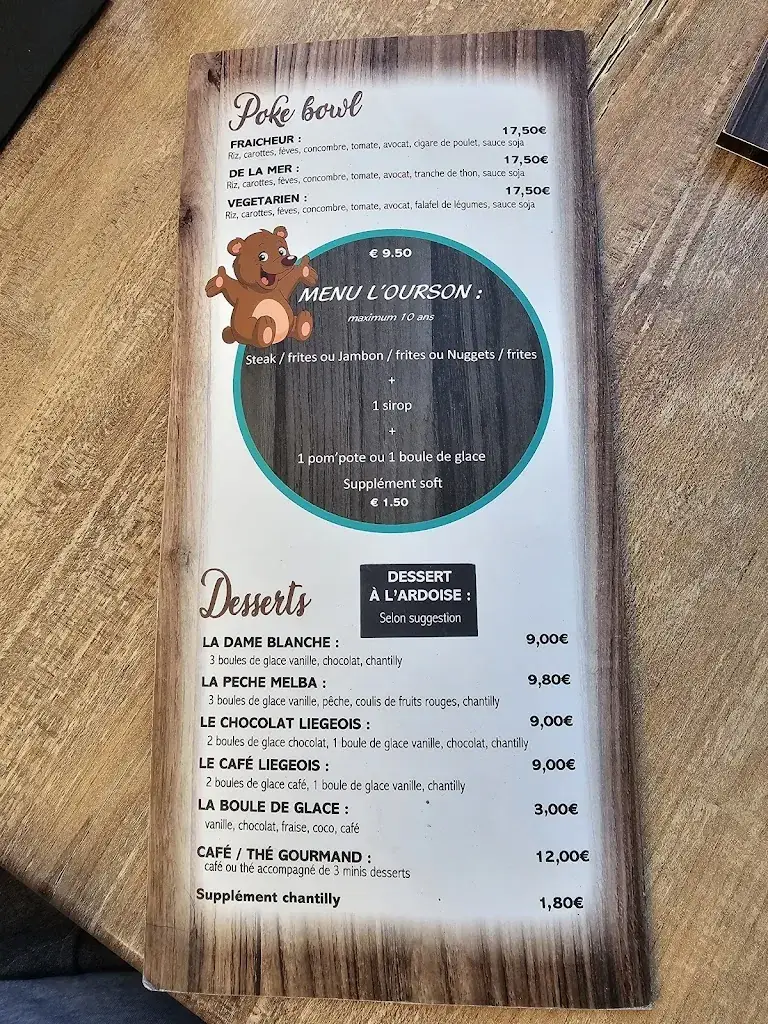 Poke bowl
FRAICHEUR : 17,50€
Riz, carottes, fèves, concombre, tomate, avocat, cigare de poulet, sauce soja
DE LA MER : 17,50€
Riz, carottes, fèves, concombre, tomate, avocat, tranche de thon, sauce soja
VEGETARIEN : 17,50€
Riz, carottes, fèves, concombre, tomate, avocat, falafel de légumes, sauce soja
€ 9.50
MENU L'OURSON :
maximum 10 ans
Steak / frites ou Jambon / frites ou Nuggets / frites
+
1 sirop
+
1 pom'pote ou 1 boule de glace
Supplément soft
€ 1.50
Desserts
DESSERT
À L'ARDOISE :
Selon suggestion
LA DAME BLANCHE : 9,00€
3 boules de glace vanille, chocolat, chantilly
LA PECHE MELBA : 9,80€
3 boules de glace vanille, pêche, coulis de fruits rouges, chantilly
LE CHOCOLAT LIEGEOIS : 9,00€
2 boules de glace chocolat, 1 boule de glace vanille, chocolat, chantilly
LE CAFÉ LIEGEOIS : 9,00€
2 boules de glace café, 1 boule de glace vanille, chantilly
LA BOULE DE GLACE : 3,00€
vanille, chocolat, fraise, coco, café
CAFÉ / THÉ GOURMAND : 12,00€
café ou thé accompagné de 3 minis desserts
Supplément chantilly 1,80€